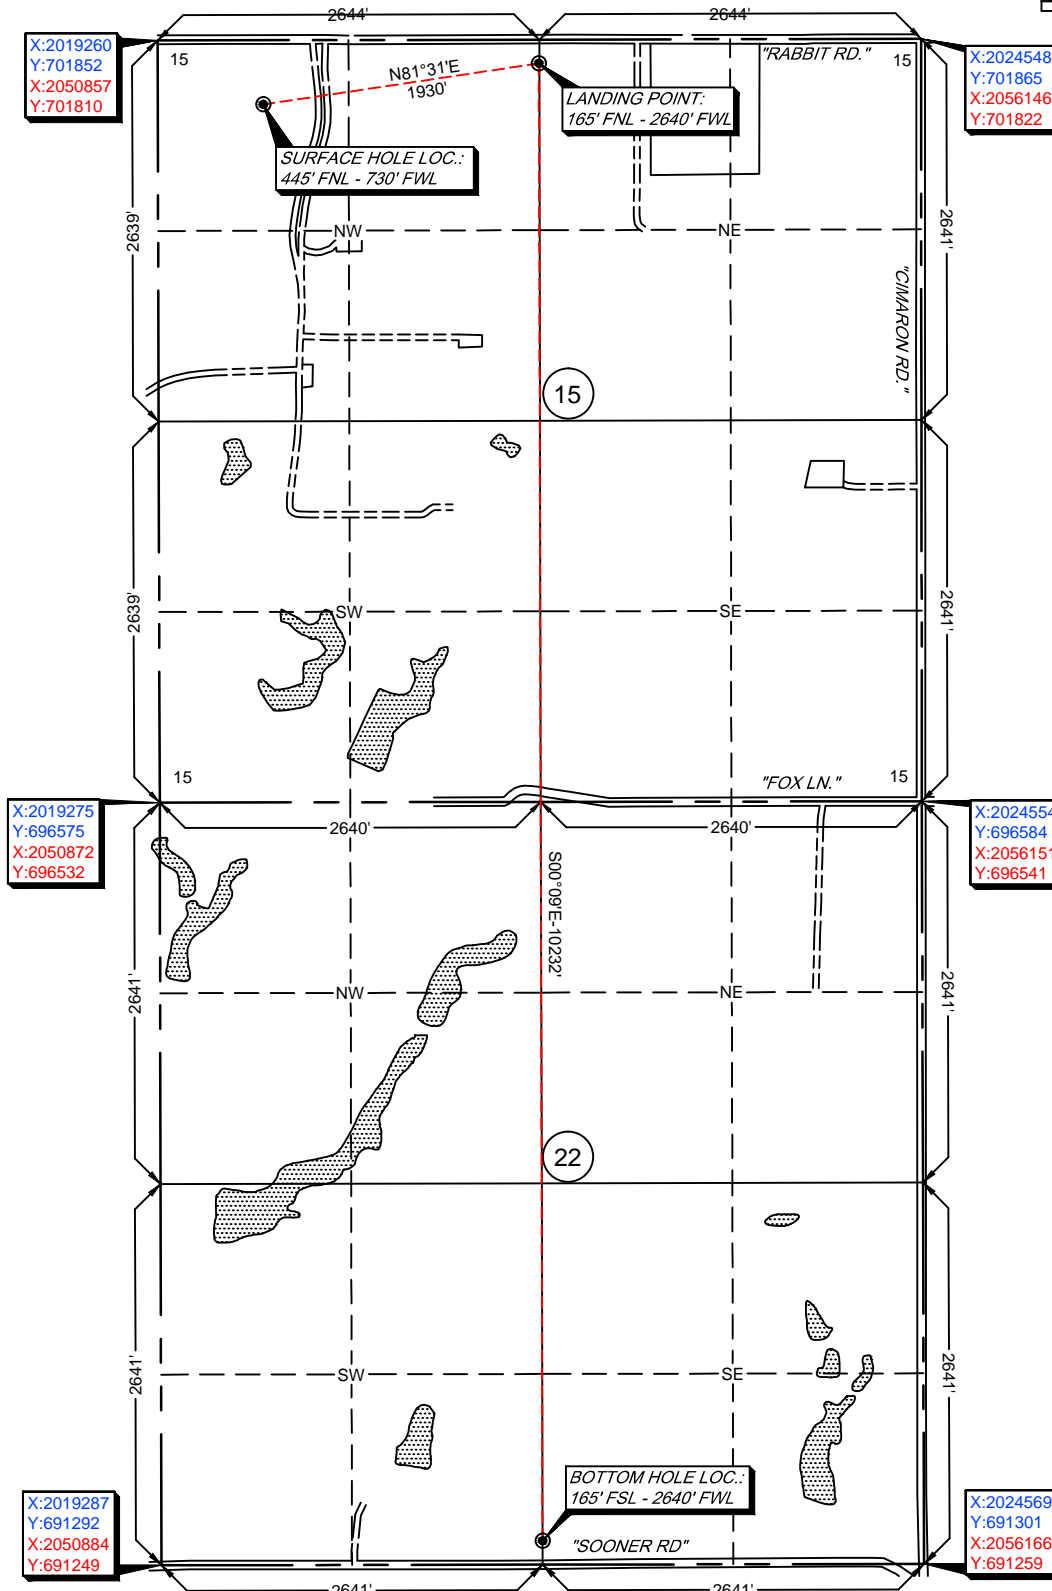 2644'
2644'
X:2019260
Y:701852
X:2050857
Y:701810
15
"RABBIT RD."
15
X:2024548
Y:701865
X:2056146
Y:701822
N81°31'E
1930'
LANDING POINT:
165' FNL - 2640' FWL
SURFACE HOLE LOC.:
445' FNL - 730' FWL
2639'
NW
NE
2641'
"CIMARON RD."
15
2639'
SW
SE
2641'
15
"FOX LN."
15
X:2019275
Y:696575
X:2050872
Y:696532
2640'
2640'
X:2024554
Y:696584
X:2056151
Y:696541
S00°09'E-10232'
2641'
NW
NE
2641'
22
2641'
SW
SE
2641'
BOTTOM HOLE LOC.:
165' FSL - 2640' FWL
X:2019287
Y:691292
X:2050884
Y:691249
"SOONER RD"
X:2024569
Y:691301
X:2056166
Y:691259
2641'
2641'